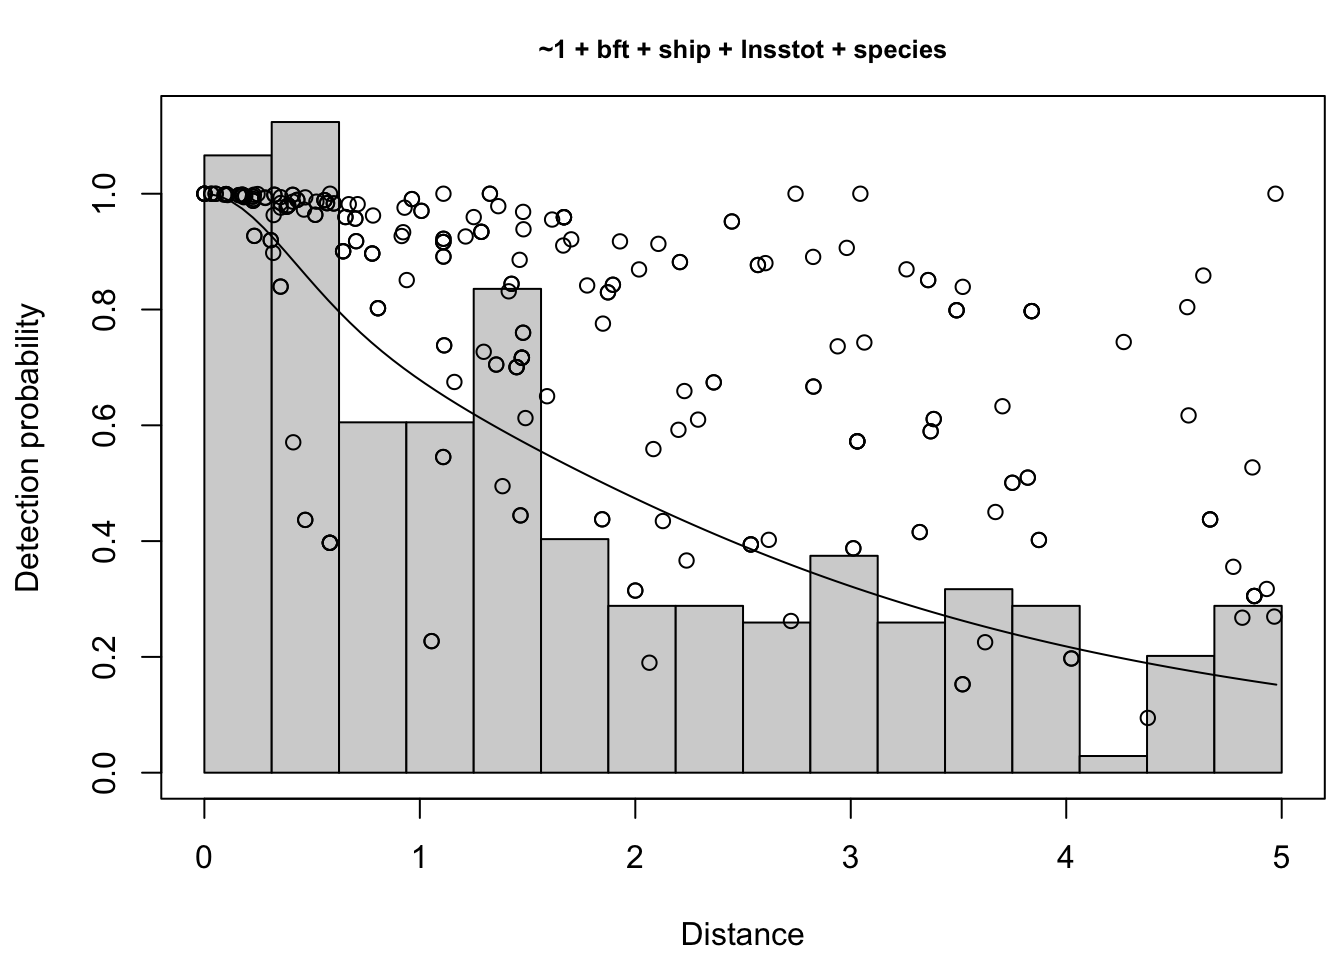 ~1 + bft + ship + lnsstot + species
Detection probability
1.0
0.8
0.6
0.4
0.2
0.0
0 1 2 3 4 5
Distance